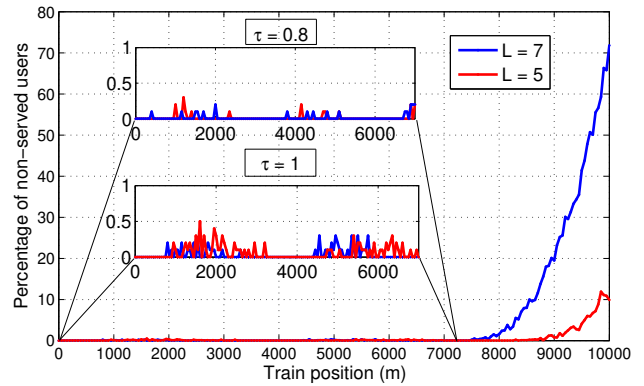 Percentage of non−served users
80
70
60
50
40
30
20
10
0
τ = 0.8
1
0.5
0
0 2000 4000 6000
τ = 1
1
0.5
0
0 2000 4000 6000
L = 7
L = 5
0 1000 2000 3000 4000 5000 6000 7000 8000 9000 10000
Train position (m)